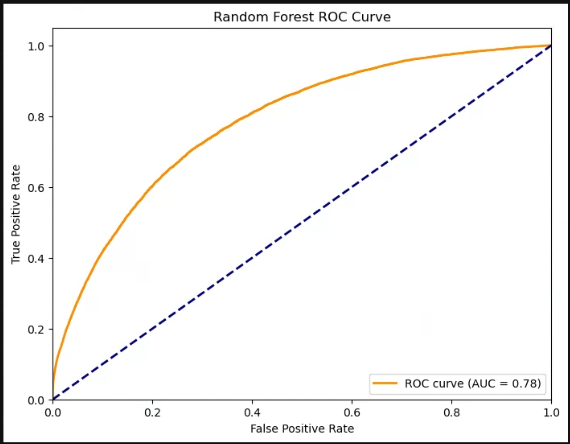 Random Forest ROC Curve
True Positive Rate
1.0
0.8
0.6
0.4
0.2
0.0
ROC curve (AUC = 0.78)
0.0 0.2 0.4 0.6 0.8 1.0
False Positive Rate